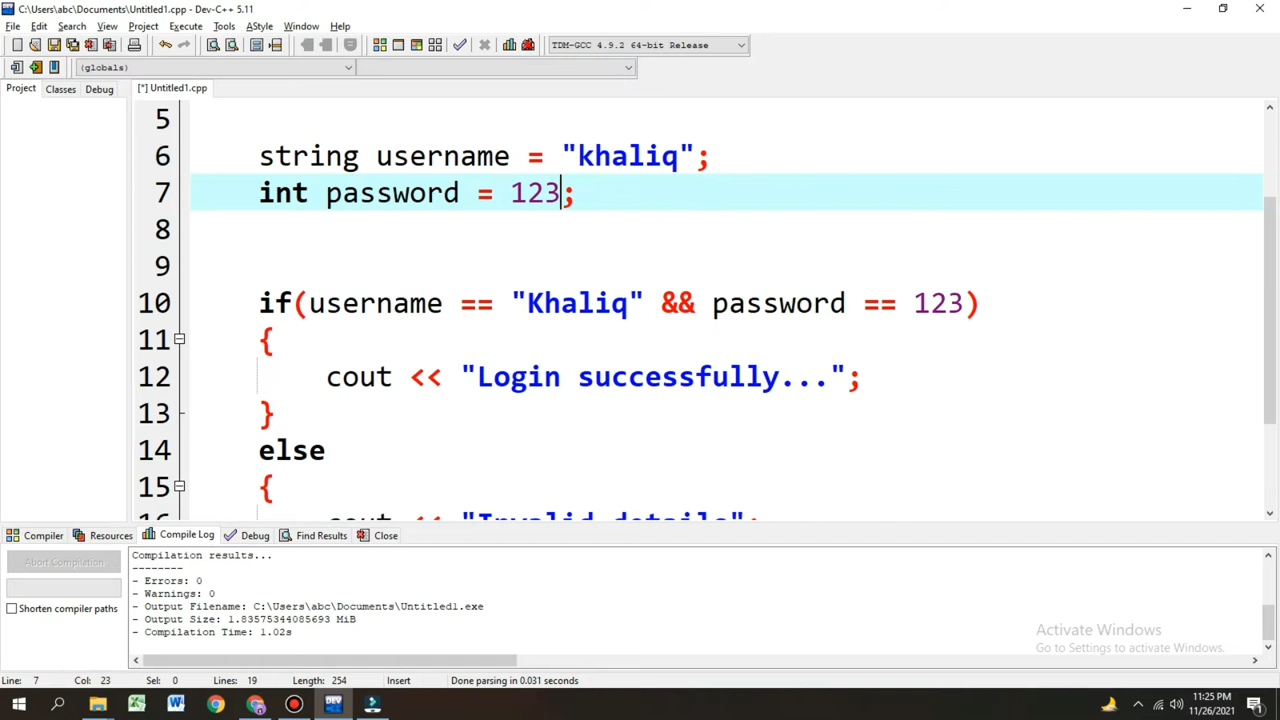 C:\Users\abc\Documents\Untitled1.cpp - Dev-C++ 5.11
File Edit Search View Project Execute Tools AStyle Window Help
TDM-GCC 4.9.2 64-bit Release
(globals)
Project Classes Debug [*] Untitled1.cpp
5
6 string username = "khaliq";
7 int password = 123;
8
9
10 if(username == "Khaliq" && password == 123)
11 {
12 cout << "Login successfully...";
13 }
14 else
15 {
16 cout << "Invalid details";
Compiler Resources Compile Log Debug Find Results Close
Abort Compilation
Shorten compiler paths
Compilation results...
--------
- Errors: 0
- Warnings: 0
- Output Filename: C:\Users\abc\Documents\Untitled1.exe
- Output Size: 1.83575344085693 MiB
- Compilation Time: 1.02s
Activate Windows
Go to Settings to activate Windows.
Line: 7 Col: 23 Sel: 0 Lines: 19 Length: 254 Insert Done parsing in 0.031 seconds
DEV
11:25 PM
11/26/2021
1